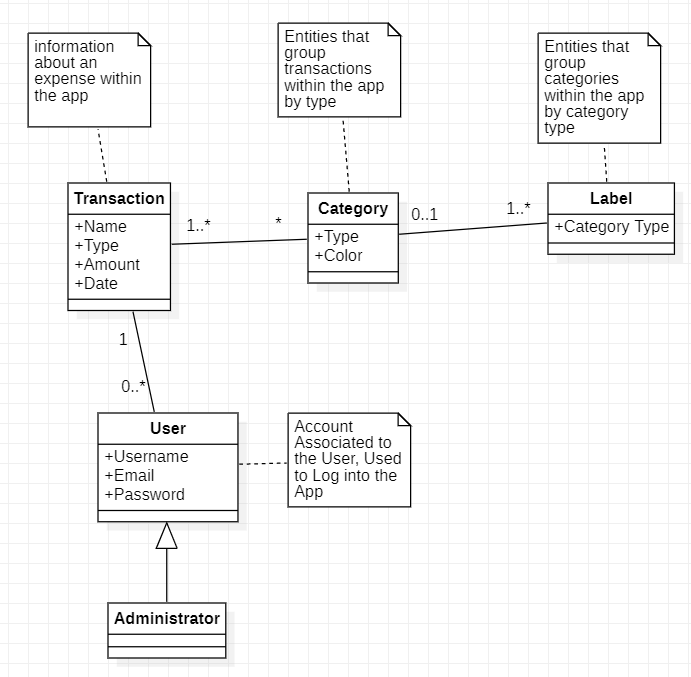 information
about an
expense within
the app
Entities that
group
transactions
within the app
by type
Entities that
group
categories
within the app
by category
type
Transaction
+Name
+Type
+Amount
+Date
1..*
*
Category
+Type
+Color
0..1
1..*
Label
+Category Type
1
0..*
User
+Username
+Email
+Password
Account
Associated to
the User, Used
to Log into the
App
Administrator